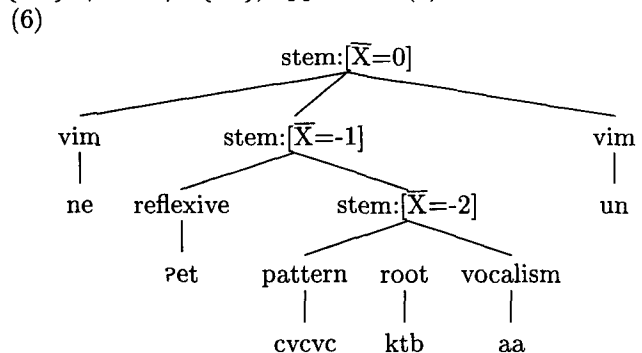 (6)
stem:[X̄=0]
vim stem:[X̄=-1] vim
ne reflexive stem:[X̄=-2] un
ʔet pattern root vocalism
cvcvc ktb aa